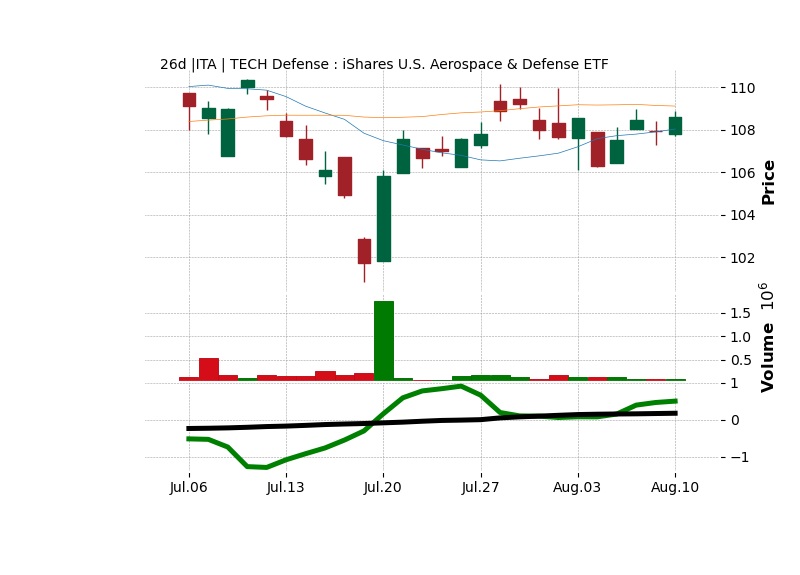 26d |ITA | TECH Defense : iShares U.S. Aerospace & Defense ETF
110
108
106
104
102
Price
1.5
1.0
0.5
Volume 10^6
1
0
−1
Jul.06 Jul.13 Jul.20 Jul.27 Aug.03 Aug.10